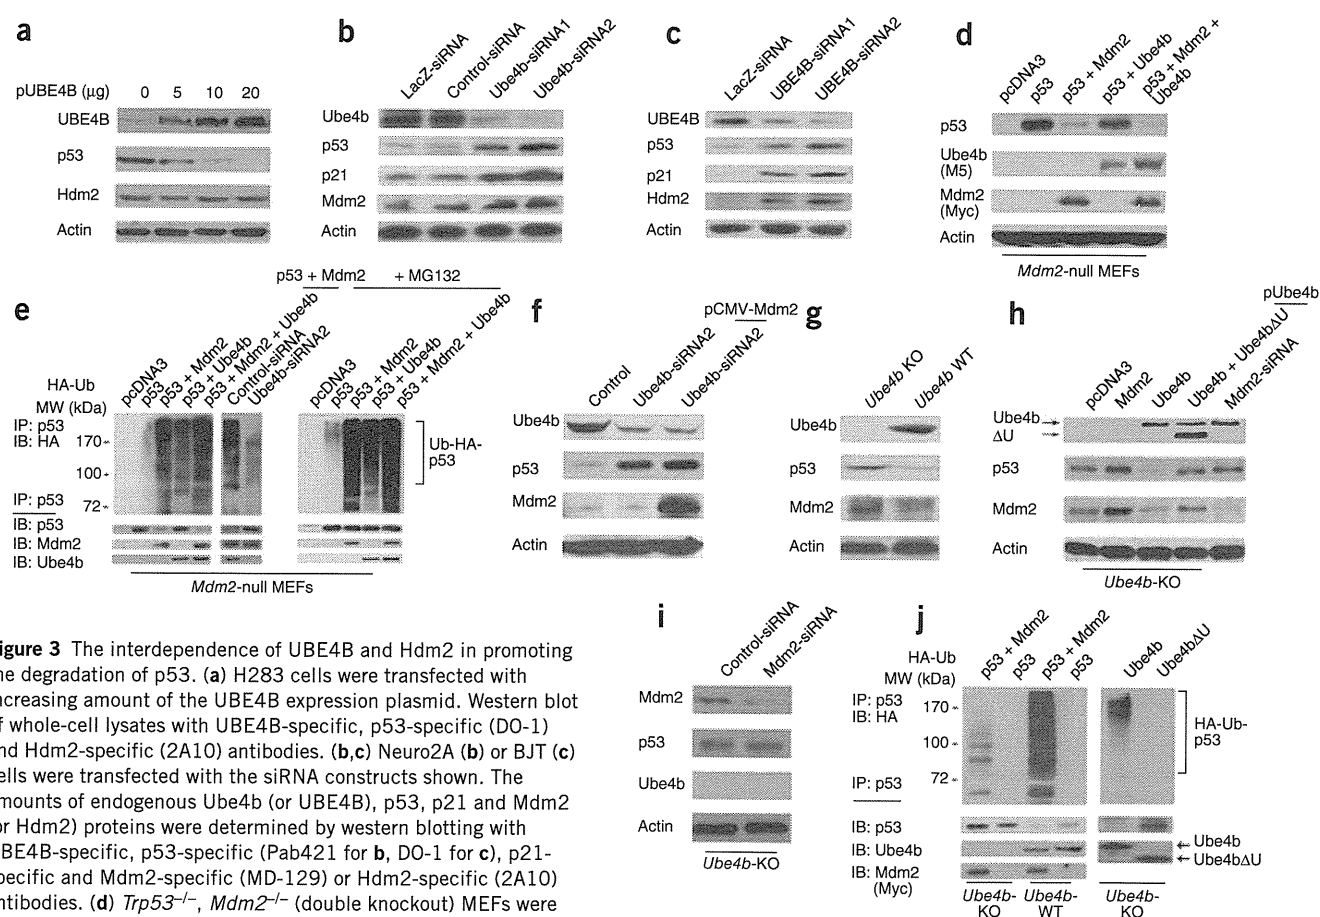 a
pUBE4B (μg) 0 5 10 20
UBE4B
p53
Hdm2
Actin
b
LacZ-siRNA
Control-siRNA
Ube4b-siRNA1
Ube4b-siRNA2
Ube4b
p53
p21
Mdm2
Actin
c
LacZ-siRNA
UBE4B-siRNA1
UBE4B-siRNA2
UBE4B
p53
p21
Hdm2
Actin
d
pcDNA3
p53
p53 + Mdm2
p53 + Ube4b
p53 + Mdm2 +
Ube4b
p53
Ube4b
(M5)
Mdm2
(Myc)
Actin
Mdm2-null MEFs
e
p53 + Mdm2
+ MG132
pcDNA3
p53
p53 + Mdm2
p53 + Ube4b
p53 + Mdm2 + Ube4b
Control-siRNA
Ube4b-siRNA2
pcDNA3
p53
p53 + Mdm2
p53 + Ube4b
p53 + Mdm2 + Ube4b
HA-Ub
MW (kDa)
IP: p53
IB: HA
170
100
72
Ub-HA-
p53
IP: p53
IB: p53
IB: Mdm2
IB: Ube4b
Mdm2-null MEFs
f
pCMV-Mdm2
Control
Ube4b-siRNA2
Ube4b-siRNA2
Ube4b
p53
Mdm2
Actin
g
Ube4b KO
Ube4b WT
Ube4b
p53
Mdm2
Actin
h
pUbe4b
pcDNA3
Mdm2
Ube4b
Ube4b + Ube4bΔU
Mdm2-siRNA
Ube4b→
ΔU →
p53
Mdm2
Actin
Ube4b-KO
i
Control-siRNA
Mdm2-siRNA
Mdm2
p53
Ube4b
Actin
Ube4b-KO
j
p53 + Mdm2
p53
p53 + Mdm2
p53
Ube4b
Ube4bΔU
HA-Ub
MW (kDa)
IP: p53
IB: HA
170
100
72
HA-Ub-
p53
IP: p53
IB: p53
IB: Ube4b
← Ube4b
← Ube4bΔU
IB: Mdm2
(Myc)
Ube4b-
KO
Ube4b-
WT
Ube4b-
KO
igure 3 The interdependence of UBE4B and Hdm2 in promoting
he degradation of p53. (a) H283 cells were transfected with
ncreasing amount of the UBE4B expression plasmid. Western blot
f whole-cell lysates with UBE4B-specific, p53-specific (DO-1)
nd Hdm2-specific (2A10) antibodies. (b,c) Neuro2A (b) or BJT (c)
ells were transfected with the siRNA constructs shown. The
mounts of endogenous Ube4b (or UBE4B), p53, p21 and Mdm2
or Hdm2) proteins were determined by western blotting with
BE4B-specific, p53-specific (Pab421 for b, DO-1 for c), p21-
pecific and Mdm2-specific (MD-129) or Hdm2-specific (2A10)
ntibodies. (d) Trp53–/–, Mdm2–/– (double knockout) MEFs were